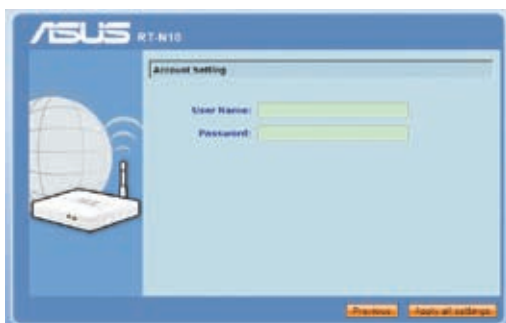 ASUS RT-N10
Account Setting
User Name:
Password:
Previous Apply all settings